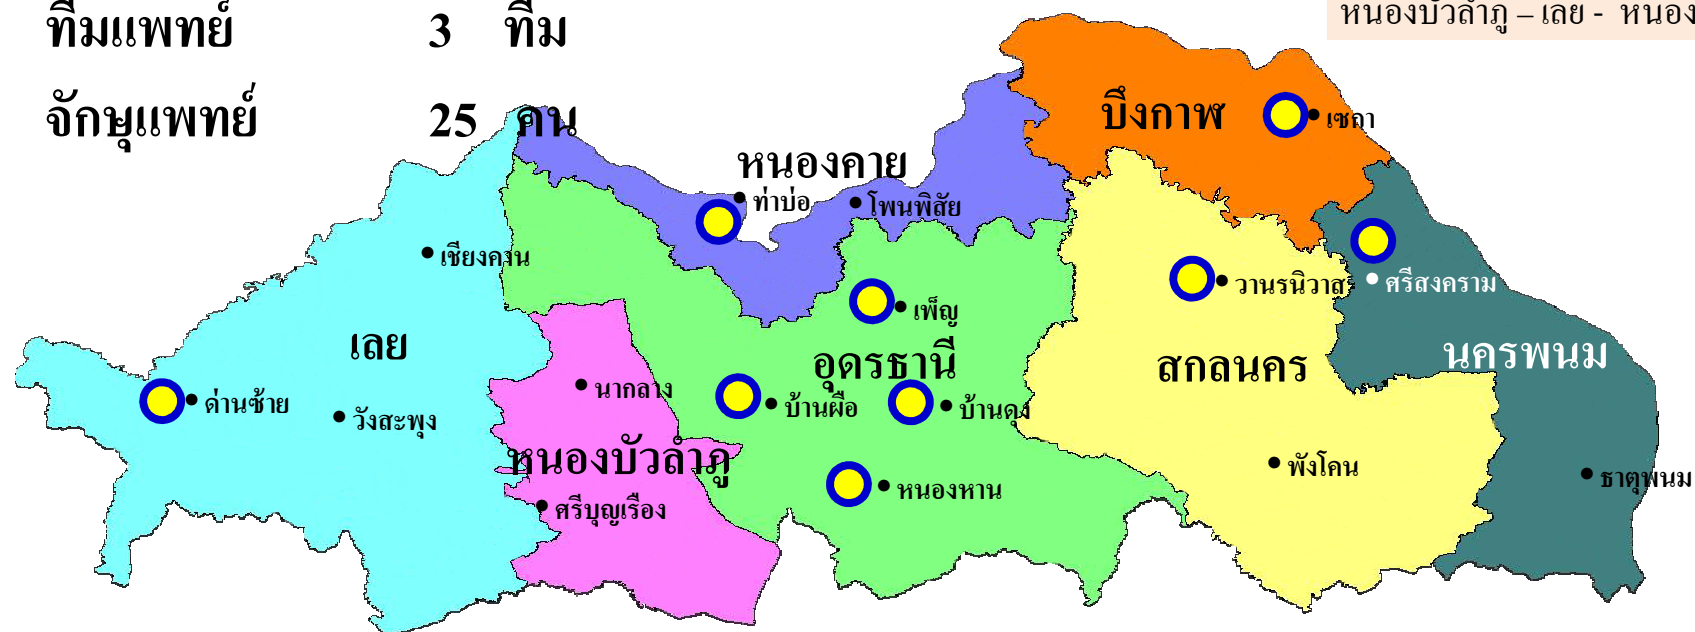 ทีมแพทย์ 3 ทีม
หนองบัวลำภู – เลย - หนอง
จักษุแพทย์ 25 คน
บึงกาฬ
เซกา
หนองคาย
ท่าบ่อ
โพนพิสัย
เชียงคาน
วานรนิวาส
ศรีสงคราม
เพ็ญ
เลย
อุดรธานี
สกลนคร
นครพนม
ด่านซ้าย
วังสะพุง
นากลาง
บ้านผือ
บ้านดุง
หนองบัวลำภู
พังโคน
ธาตุพนม
หนองหาน
ศรีบุญเรือง